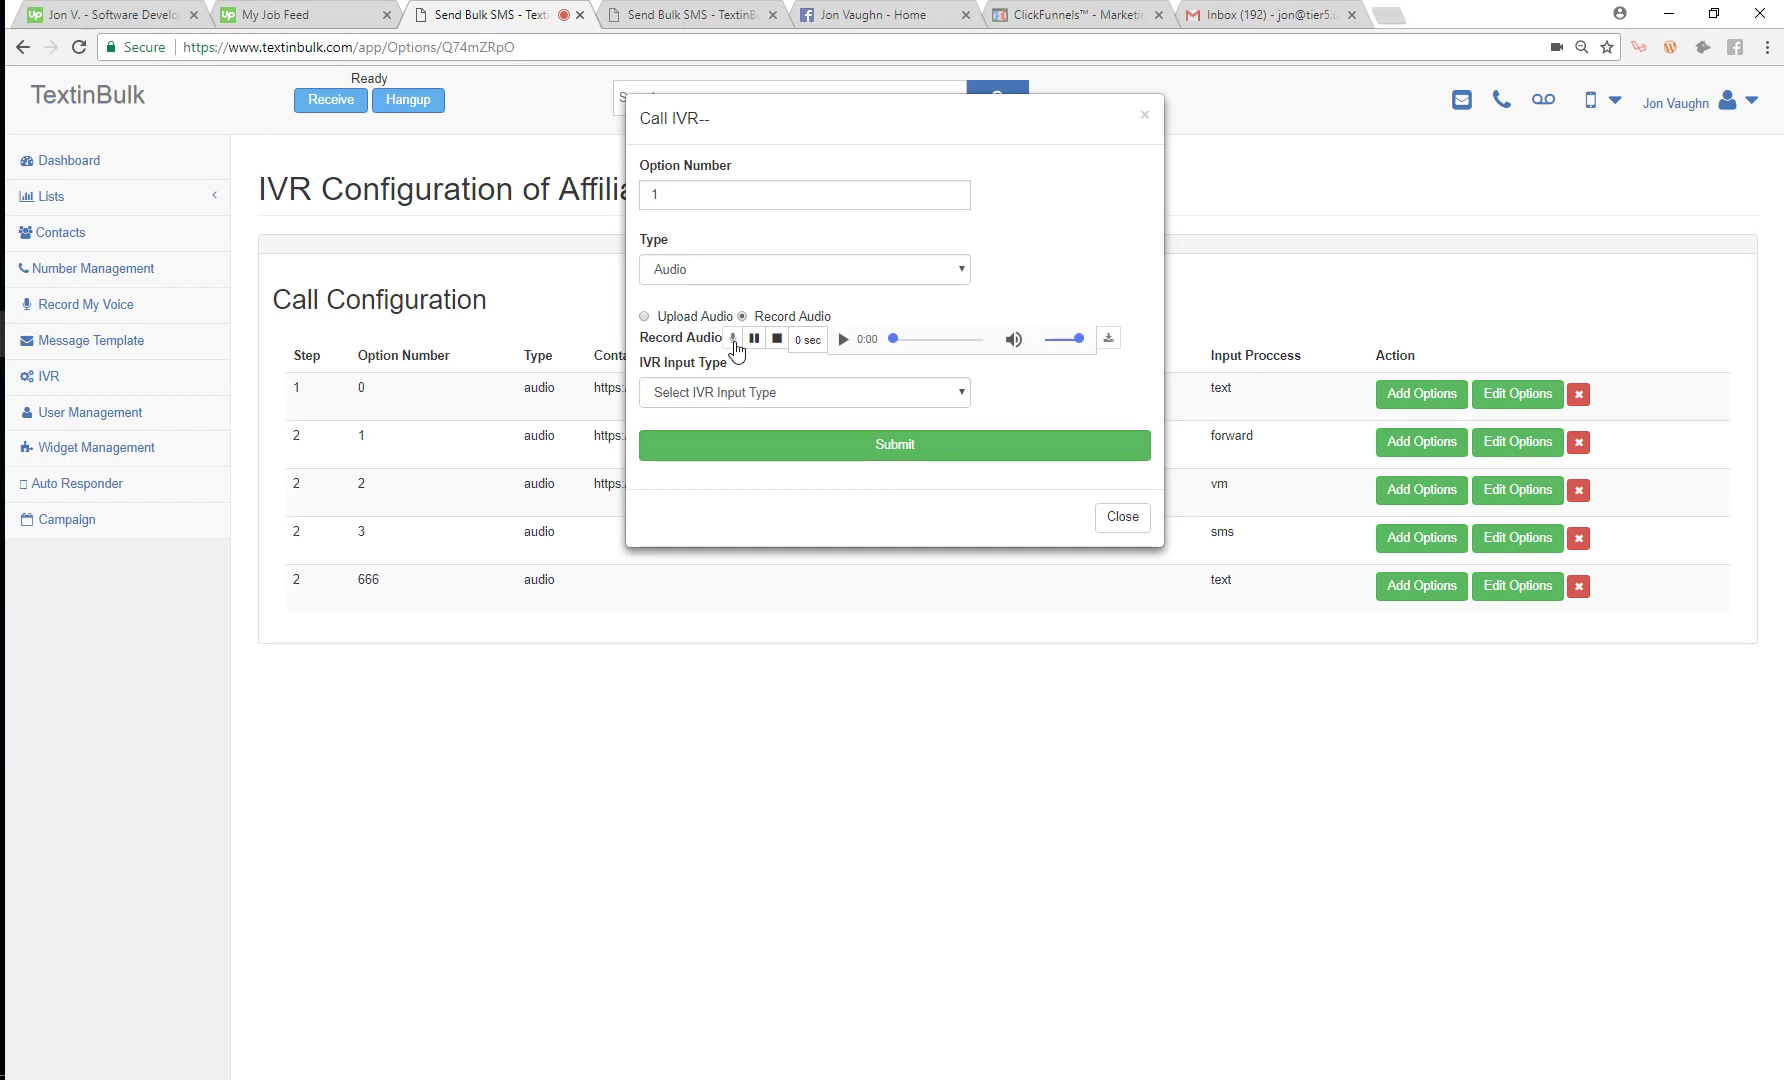 Jon V. - Software Develo
My Job Feed
Send Bulk SMS - Texti
Send Bulk SMS - TextinB
Jon Vaughn - Home
ClickFunnels™ - Marketin
Inbox (192) - jon@tier5.u
Secure
https://www.textinbulk.com/app/Options/Q74mZRpO
TextinBulk
Ready
Receive
Hangup
Jon Vaughn
Dashboard
Lists
Contacts
Number Management
Record My Voice
Message Template
IVR
User Management
Widget Management
Auto Responder
Campaign
IVR Configuration of Affilia
Call Configuration
Step Option Number Type Conta Input Proccess Action
1 0 audio https: text Add Options Edit Options
2 1 audio https: forward Add Options Edit Options
2 2 audio https: vm Add Options Edit Options
2 3 audio sms Add Options Edit Options
2 666 audio text Add Options Edit Options
Call IVR--
×
Option Number
1
Type
Audio
Upload Audio Record Audio
Record Audio 0 sec 0:00
IVR Input Type
Select IVR Input Type
Submit
Close